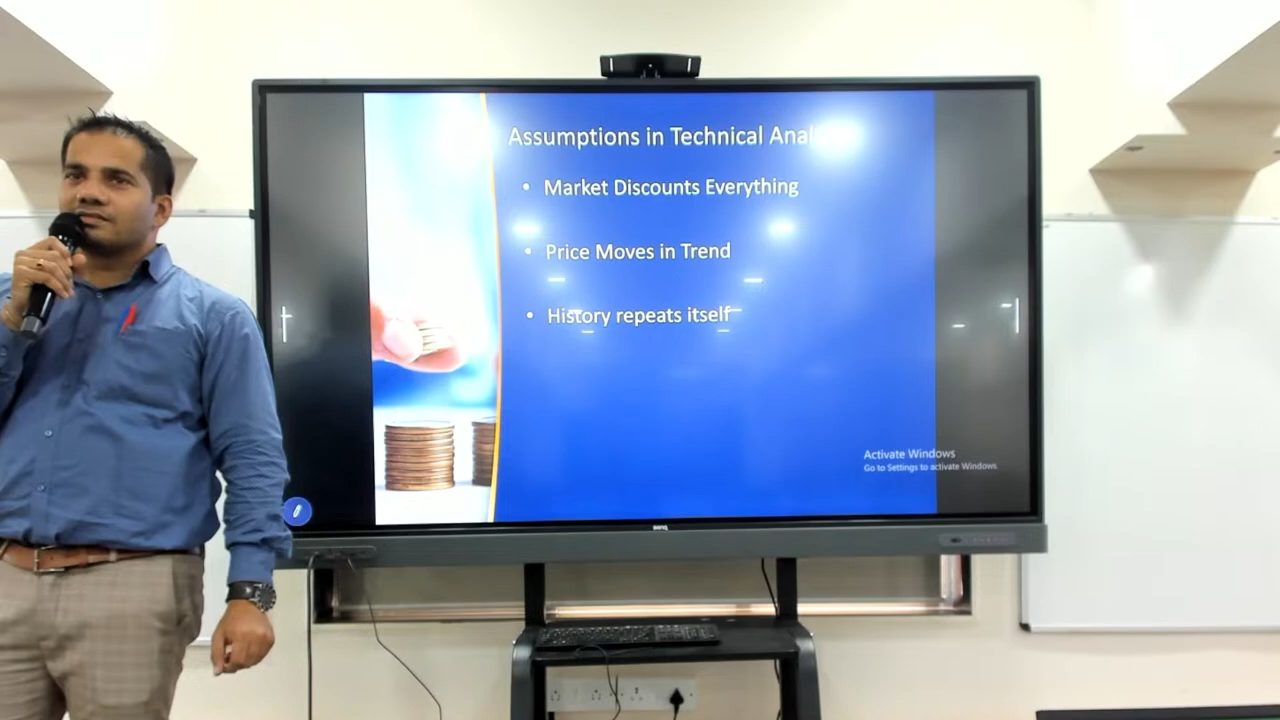 Assumptions in Technical
Market Discounts Everything
Price Moves in Trend
History repeats itself
Activate Windows
Go to Settings to activate Windows.
BenQ